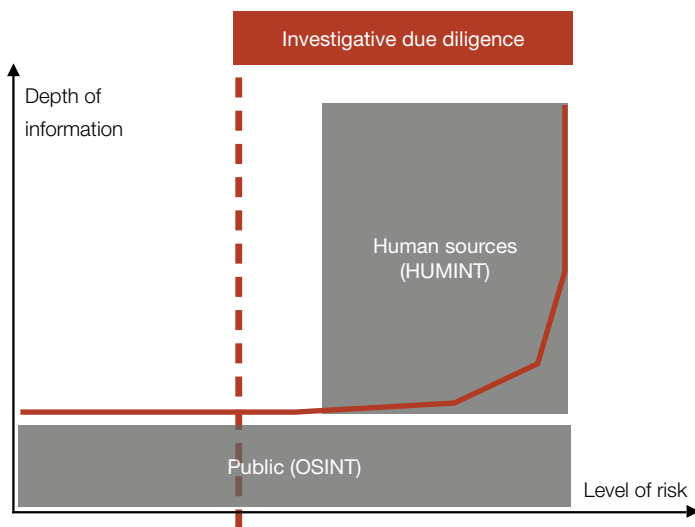 Investigative due diligence
Depth of
information
Human sources
(HUMINT)
Public (OSINT)
Level of risk